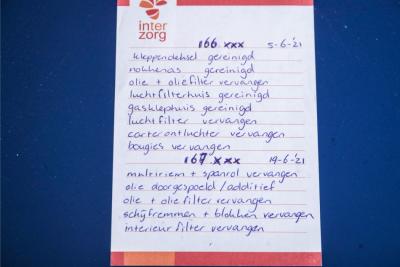 inter
zorg
166.xxx 5-6-'21
kleppendeksel gereinigd
nokkenas gereinigd
olie + oliefilter vervangen
luchtfilterhuis gereinigd
gasklephuis gereinigd
luchtfilter vervangen
carterontluchter vervangen
bougies vervangen
167.xxx 19-6-'21
multiriem + spanrol vervangen
olie doorgespoeld/additief
olie + olie filter vervangen
schijfremmen + blokken vervangen
interieurfilter vervangen